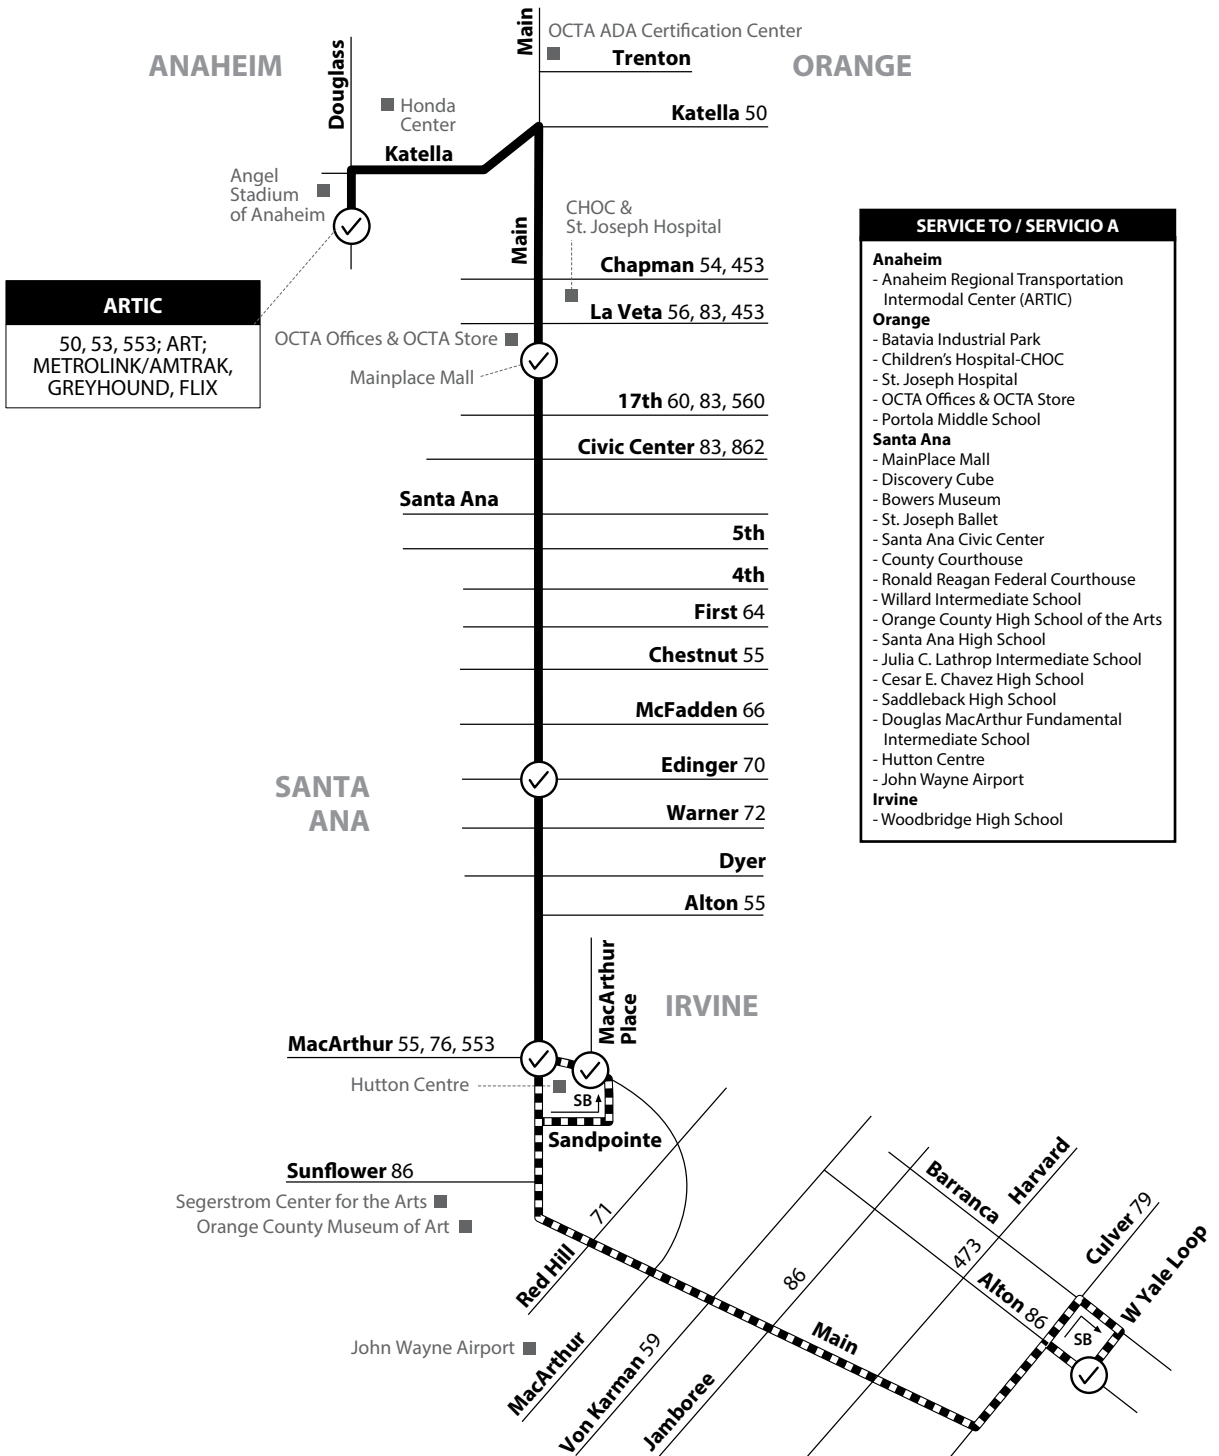 Main
OCTA ADA Certification Center
ANAHEIM
Douglass
Trenton
ORANGE
Honda
Center
Katella 50
Katella
Angel
Stadium
of Anaheim
CHOC &
St. Joseph Hospital
Main
SERVICE TO / SERVICIO A
Anaheim
- Anaheim Regional Transportation
Intermodal Center (ARTIC)
Orange
- Batavia Industrial Park
- Children's Hospital-CHOC
- St. Joseph Hospital
- OCTA Offices & OCTA Store
- Portola Middle School
Santa Ana
- MainPlace Mall
- Discovery Cube
- Bowers Museum
- St. Joseph Ballet
- Santa Ana Civic Center
- County Courthouse
- Ronald Reagan Federal Courthouse
- Willard Intermediate School
- Orange County High School of the Arts
- Santa Ana High School
- Julia C. Lathrop Intermediate School
- Cesar E. Chavez High School
- Saddleback High School
- Douglas MacArthur Fundamental
Intermediate School
- Hutton Centre
- John Wayne Airport
Irvine
- Woodbridge High School
Chapman 54, 453
ARTIC
50, 53, 553; ART;
METROLINK/AMTRAK,
GREYHOUND, FLIX
La Veta 56, 83, 453
OCTA Offices & OCTA Store
Mainplace Mall
17th 60, 83, 560
Civic Center 83, 862
Santa Ana
5th
4th
First 64
Chestnut 55
McFadden 66
Edinger 70
SANTA
ANA
Warner 72
Dyer
Alton 55
MacArthur
Place
IRVINE
MacArthur 55, 76, 553
Hutton Centre
SB
Sandpointe
Sunflower 86
Segerstrom Center for the Arts
Orange County Museum of Art
Red Hill
71
Barranca
Harvard
473
Culver 79
W Yale Loop
86
Alton 86
SB
Main
John Wayne Airport
MacArthur
Von Karman 59
Jamboree